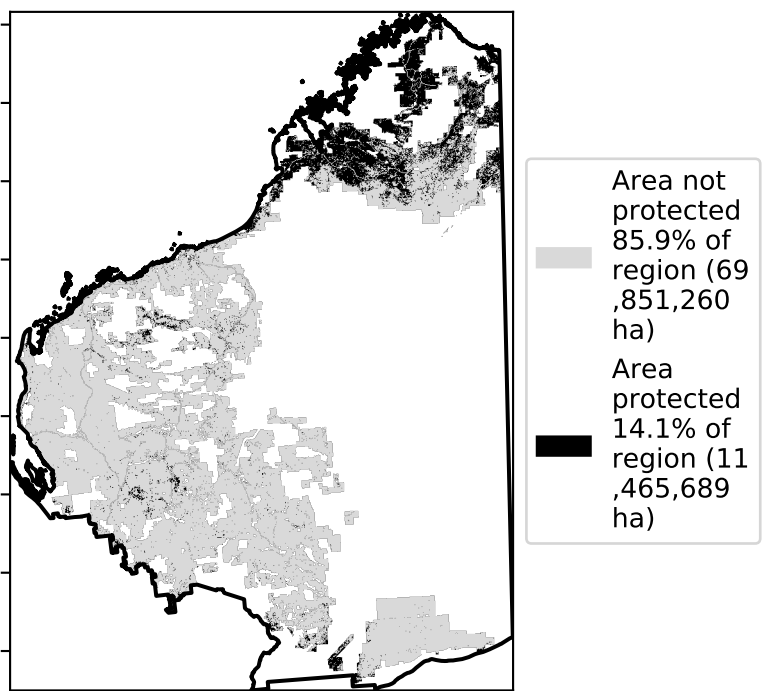 Area not
protected
85.9% of
region (69
,851,260
ha)
Area
protected
14.1% of
region (11
,465,689
ha)